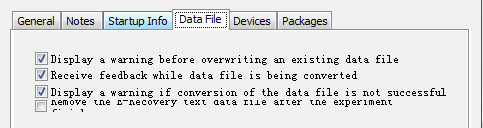 General Notes Startup Info Data File Devices Packages
Display a warning before overwriting an existing data file
Receive feedback while data file is being converted
Display a warning if conversion of the data file is not successful
Remove the E-Recovery text data file after the experiment